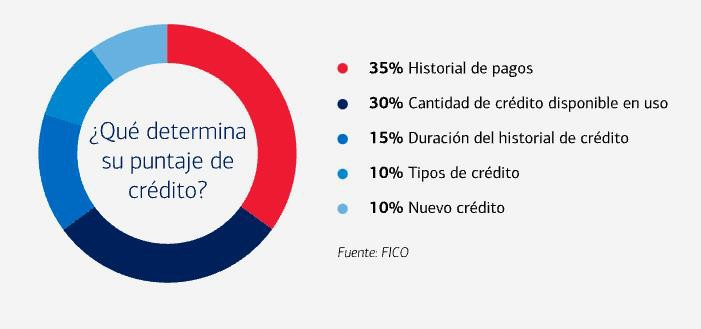 ¿Qué determina
su puntaje de
crédito?
35% Historial de pagos
30% Cantidad de crédito disponible en uso
15% Duración del historial de crédito
10% Tipos de crédito
10% Nuevo crédito
Fuente: FICO